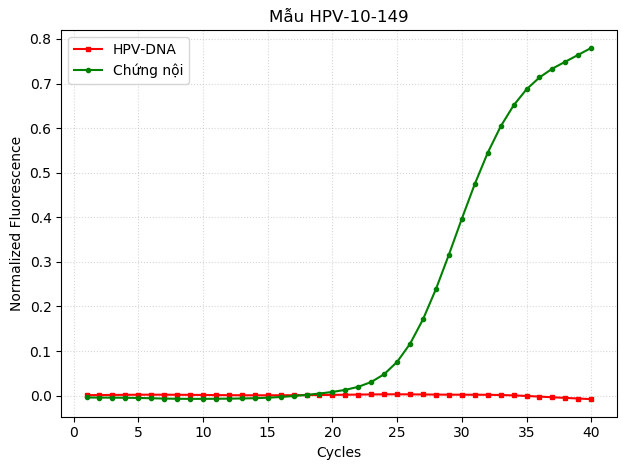 Mẫu HPV-10-149
HPV-DNA
Chứng nội
Normalized Fluorescence
0.8
0.7
0.6
0.5
0.4
0.3
0.2
0.1
0.0
0 5 10 15 20 25 30 35 40
Cycles